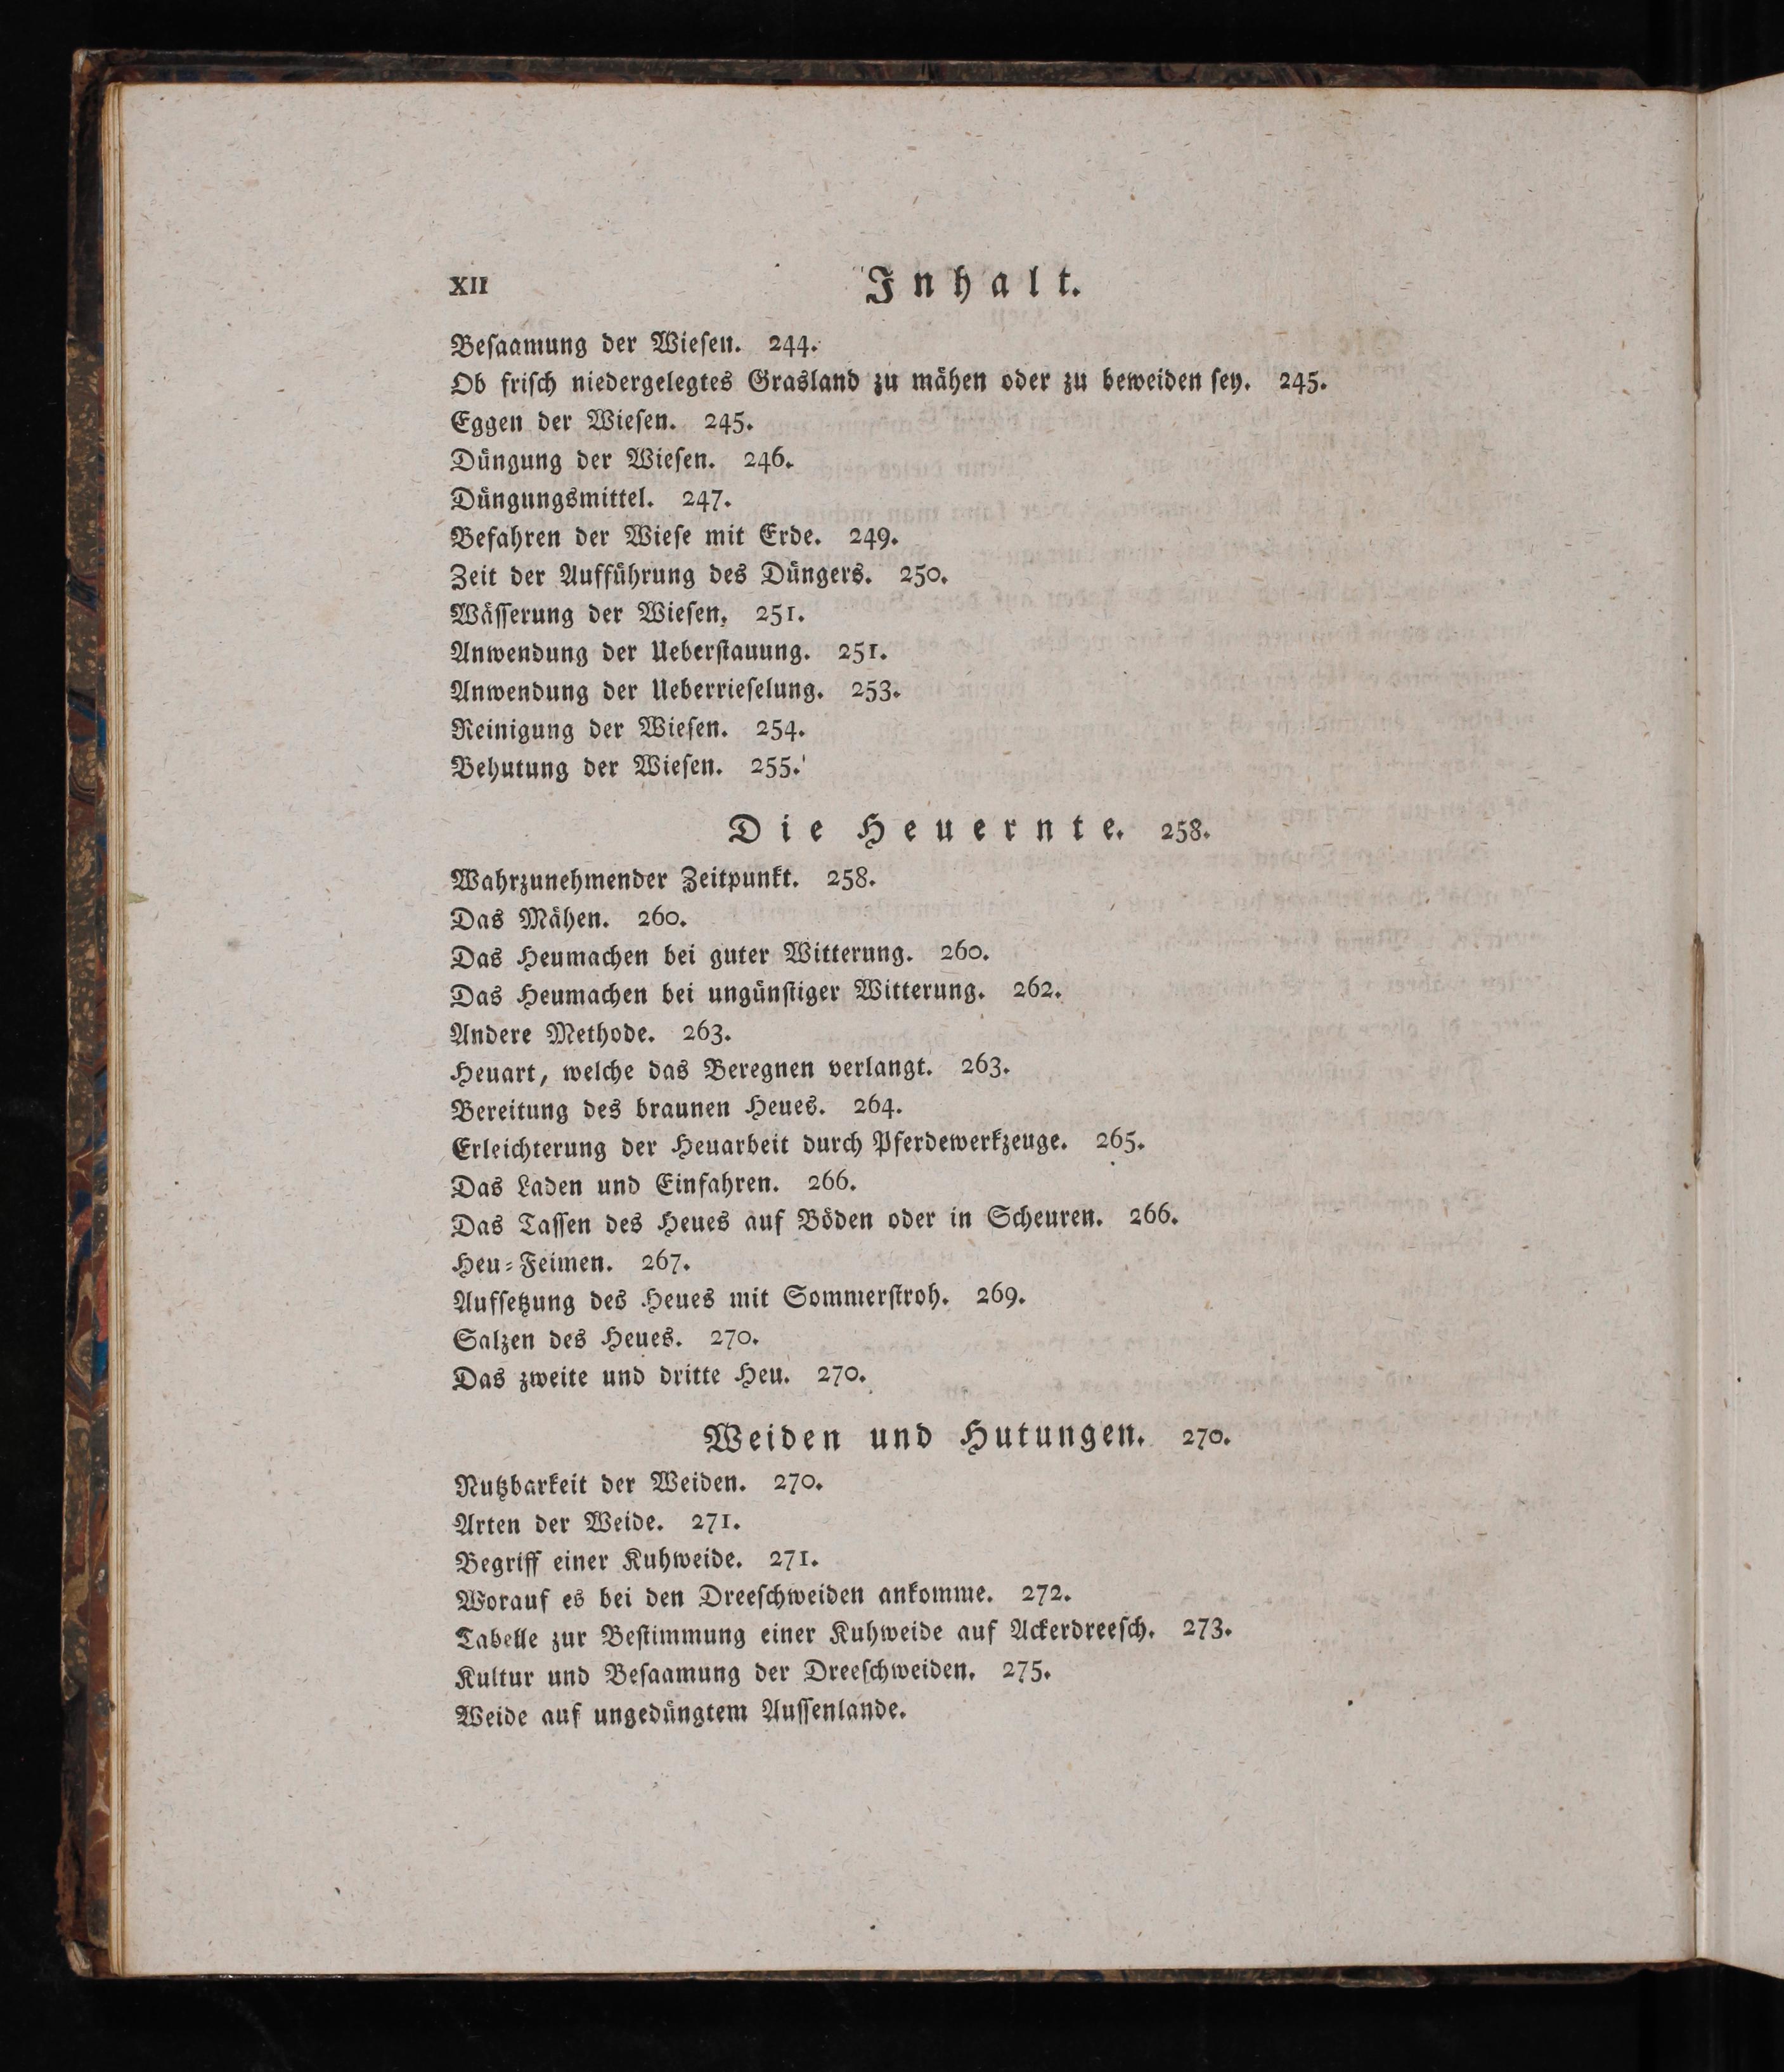 XII Inhalt.
Beſaamung der Wieſen. 244.
Ob friſch niedergelegtes Grasland zu mähen oder zu beweiden ſey. 245.
Eggen der Wieſen. 245.
Düngung der Wieſen. 246.
Düngungsmittel. 247.
Befahren der Wieſe mit Erde. 249.
Zeit der Aufführung des Düngers. 250.
Wäſſerung der Wieſen. 251.
Anwendung der Ueberſtauung. 251.
Anwendung der Ueberrieſelung. 253.
Reinigung der Wieſen. 254.
Behutung der Wieſen. 255.
Die Heuernte. 258.
Wahrzunehmender Zeitpunkt. 258.
Das Mähen. 260.
Das Heumachen bei guter Witterung. 260.
Das Heumachen bei ungünſtiger Witterung. 262.
Andere Methode. 263.
Heuart, welche das Beregnen verlangt. 263.
Bereitung des braunen Heues. 264.
Erleichterung der Heuarbeit durch Pferdewerkzeuge. 265.
Das Laden und Einfahren. 266.
Das Taſſen des Heues auf Böden oder in Scheuren. 266.
Heu-Feimen. 267.
Aufſetzung des Heues mit Sommerſtroh. 269.
Salzen des Heues. 270.
Das zweite und dritte Heu. 270.
Weiden und Hutungen. 270.
Nutzbarkeit der Weiden. 270.
Arten der Weide. 271.
Begriff einer Kuhweide. 271.
Worauf es bei den Dreeſchweiden ankomme. 272.
Tabelle zur Beſtimmung einer Kuhweide auf Ackerdreeſch. 273.
Kultur und Beſaamung der Dreeſchweiden. 275.
Weide auf ungedüngtem Auſſenlande.